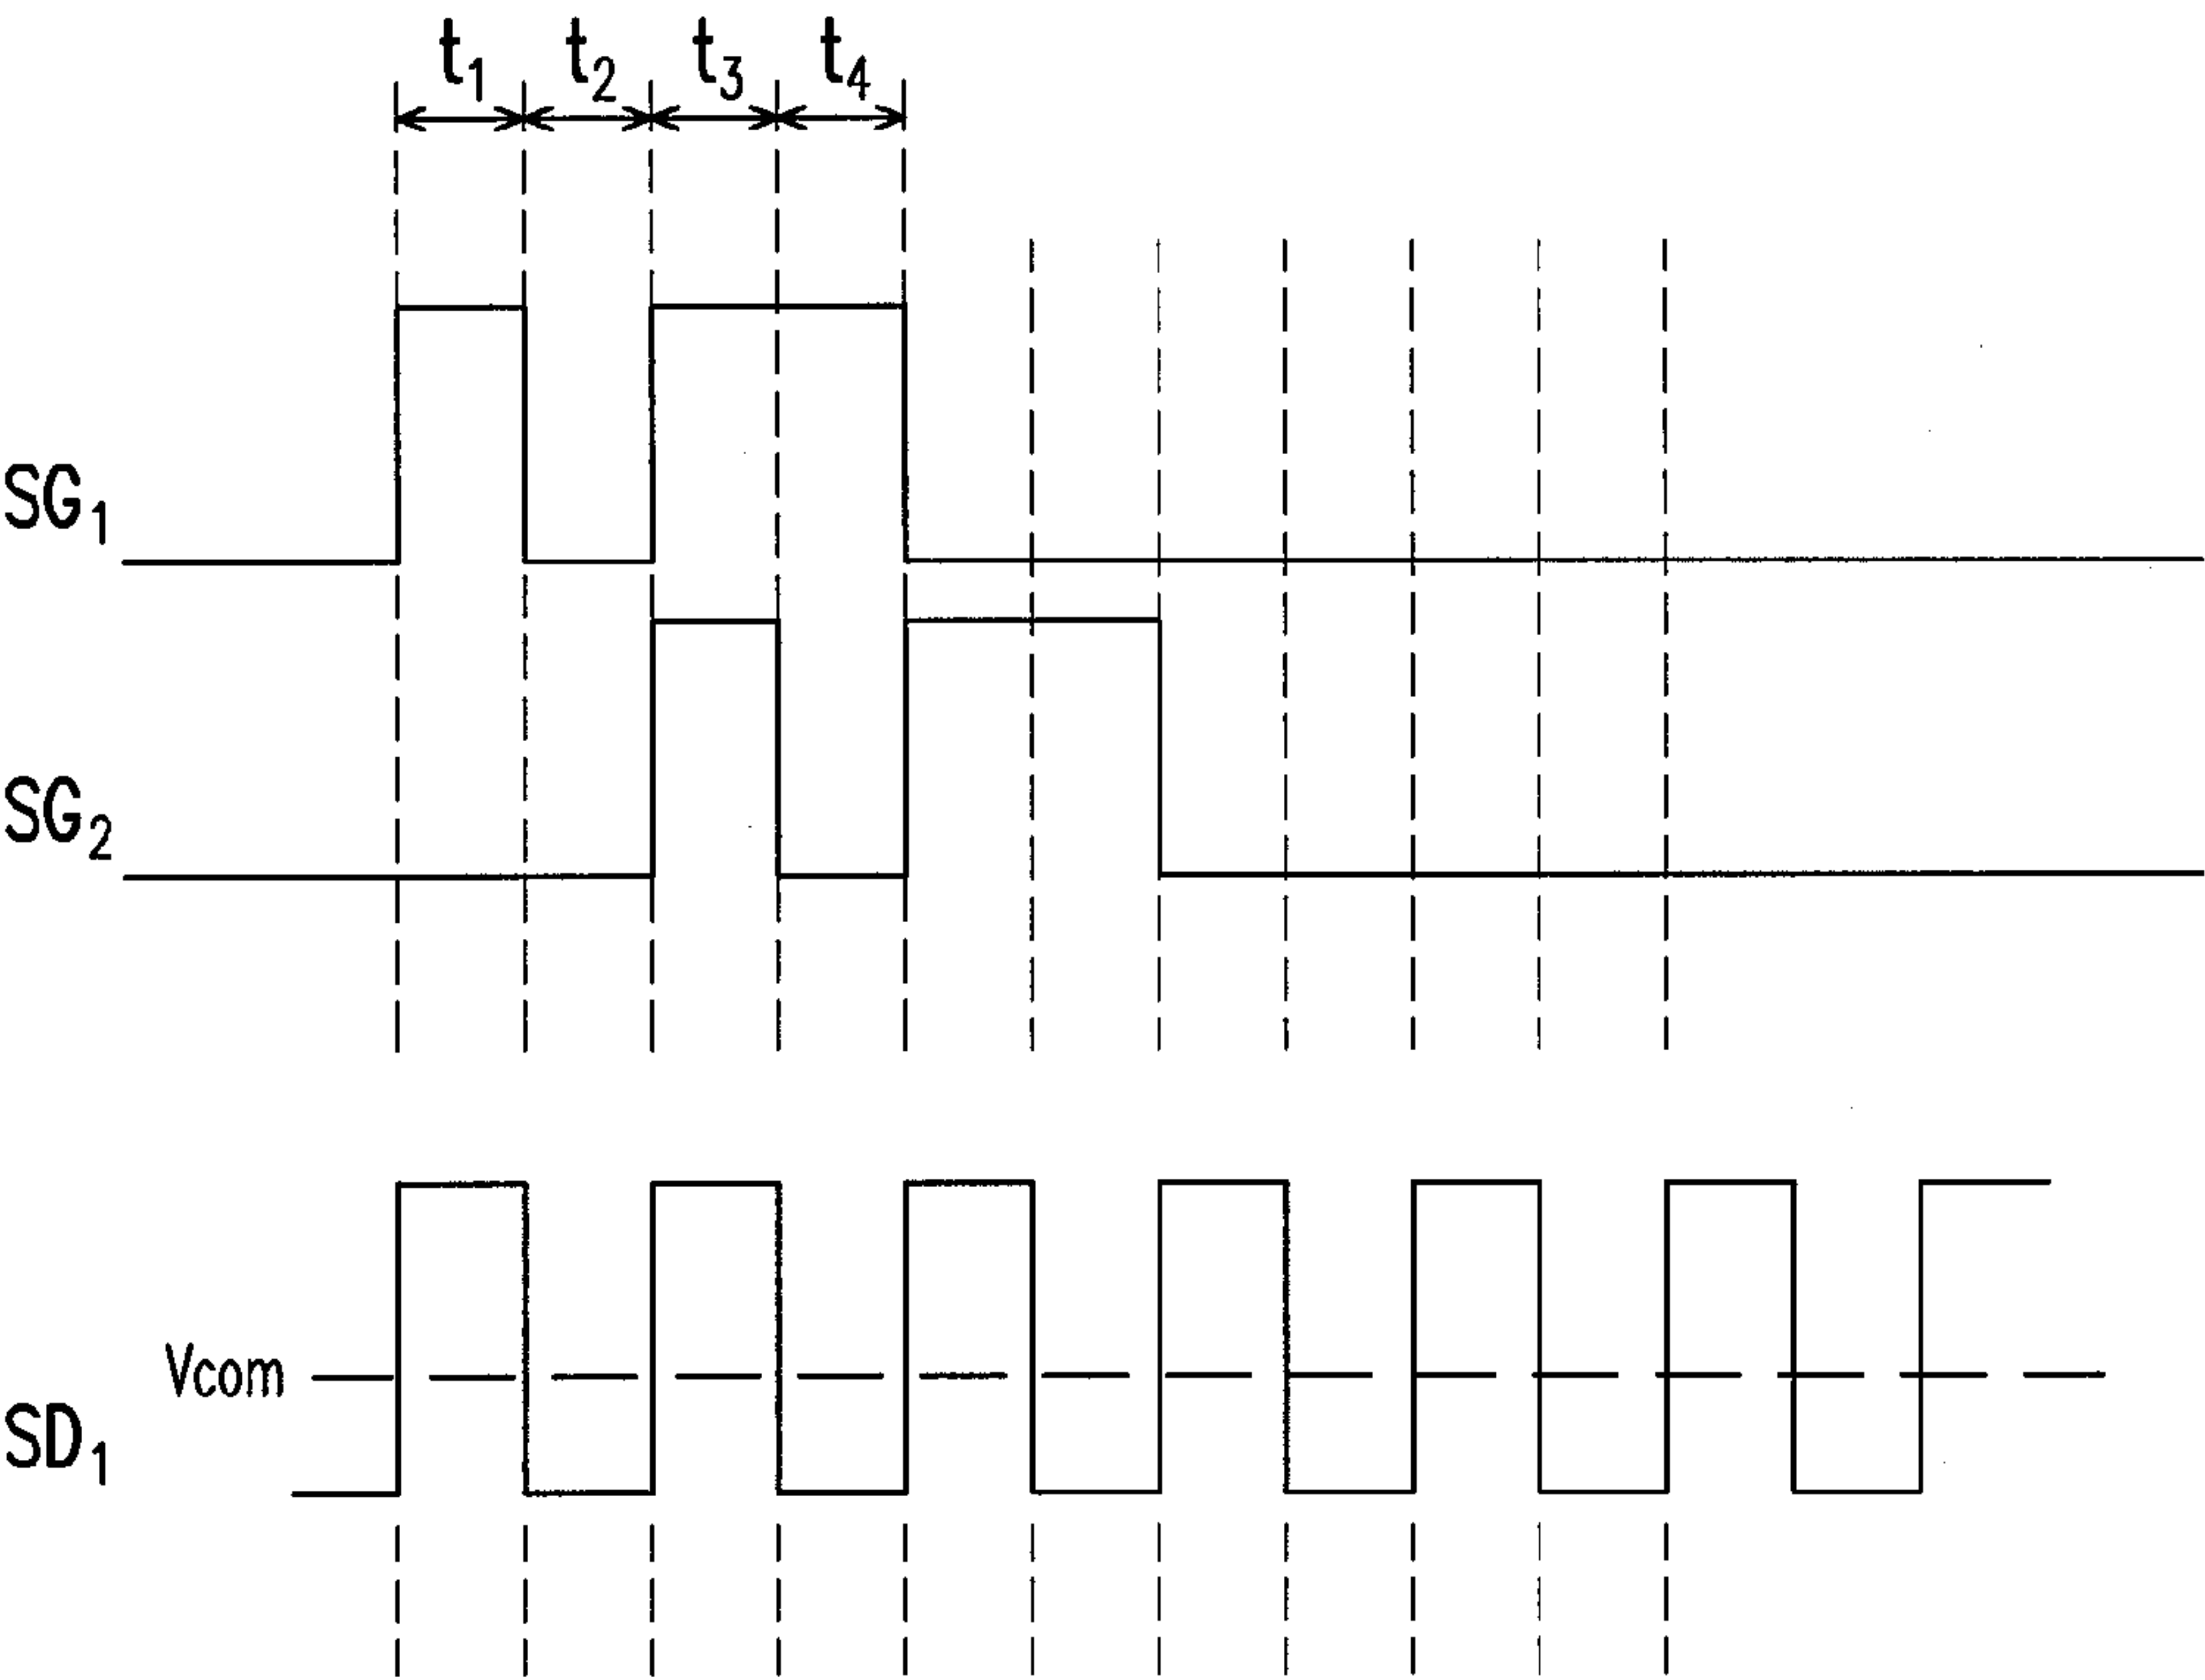 t₁ t₂ t₃ t₄
SG₁
SG₂
Vcom
SD₁